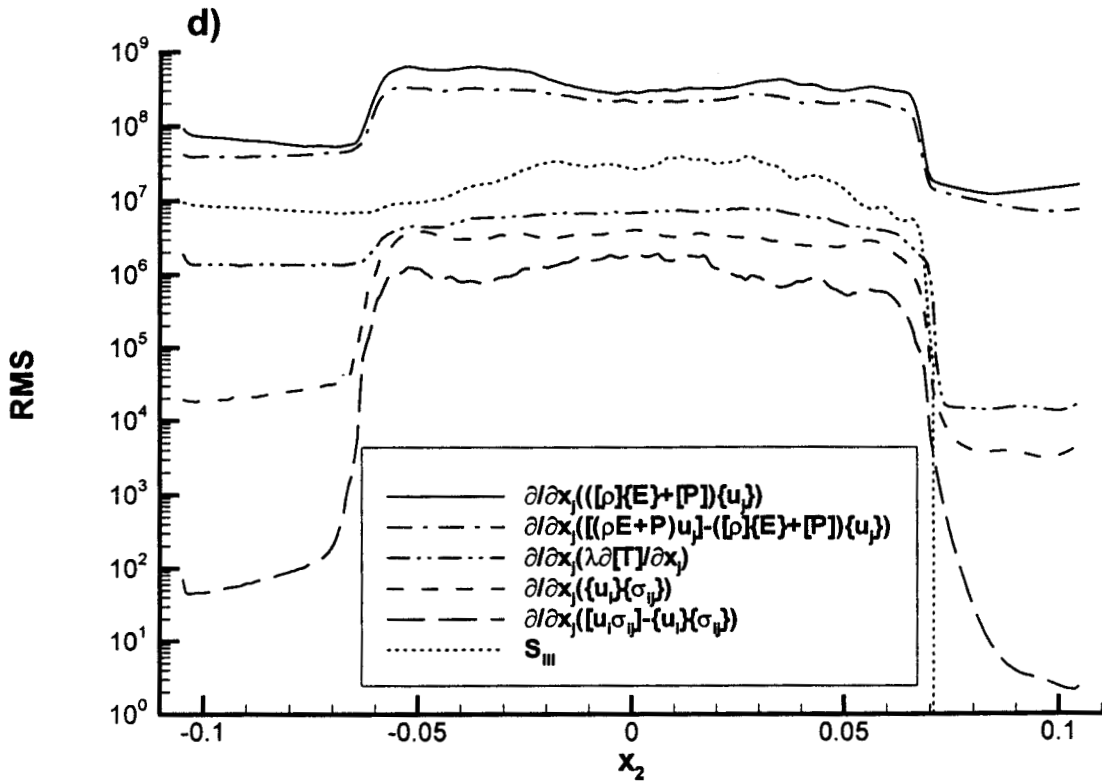 d)
10⁹
10⁸
10⁷
10⁶
10⁵
10⁴
10³
10²
10¹
10⁰
RMS
∂/∂xⱼ(([ρ]{E}+[P]){uⱼ})
∂/∂xⱼ([(ρE+P)uⱼ]-([ρ]{E}+[P]){uⱼ})
∂/∂xⱼ(λ∂[T]/∂xⱼ)
∂/∂xⱼ({uᵢ}{σᵢⱼ})
∂/∂xⱼ([uᵢσᵢⱼ]-{uᵢ}{σᵢⱼ})
S_III
-0.1 -0.05 0 0.05 0.1
x₂